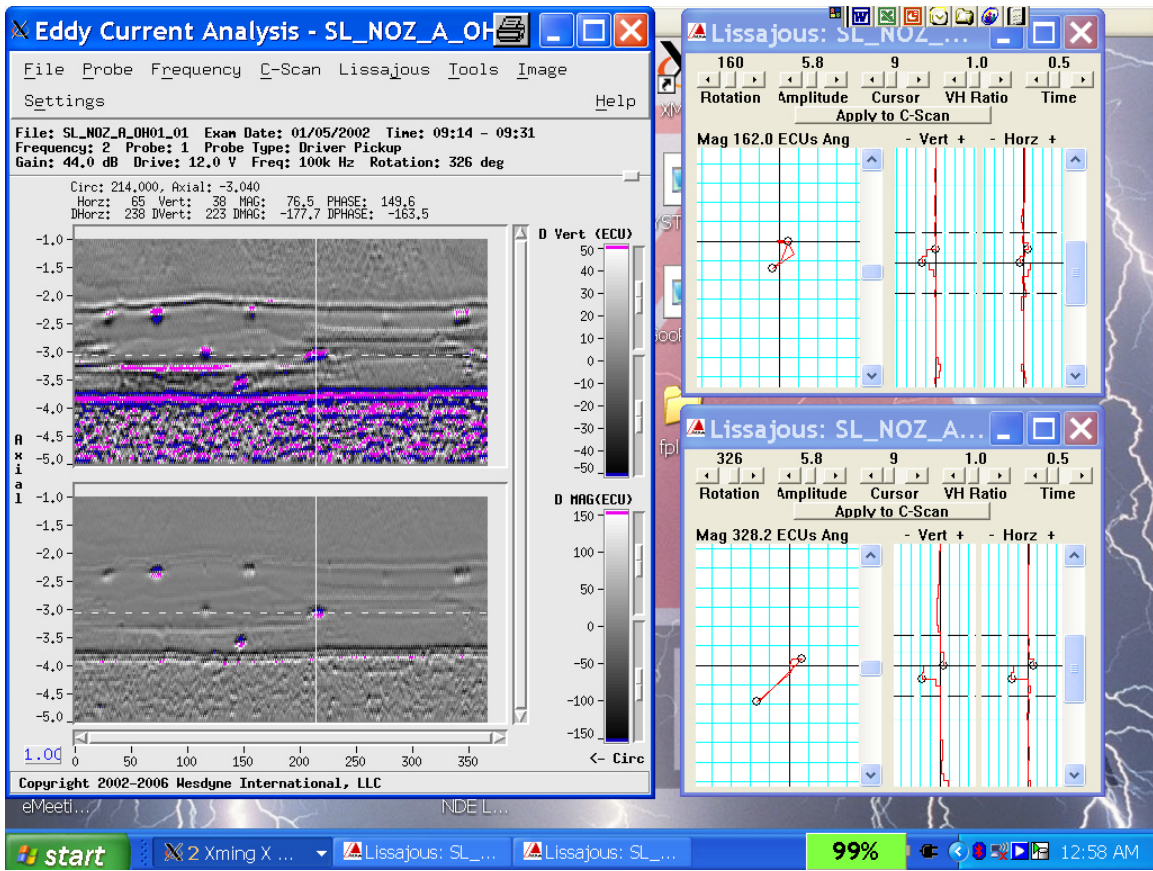 Eddy Current Analysis - SL_NOZ_A_OH
File Probe Frequency C-Scan Lissajous Tools Image
Settings Help
File: SL_NOZ_A_OH01_01 Exam Date: 01/05/2002 Time: 09:14 - 09:31
Frequency: 2 Probe: 1 Probe Type: Driver Pickup
Gain: 44.0 dB Drive: 12.0 V Freq: 100k Hz Rotation: 326 deg
Circ: 214.000, Axial: -3.040
Horz: 65 Vert: 38 MAG: 76.5 PHASE: 149.6
DHorz: 238 DVert: 223 DMAG: -177.7 DPHASE: -163.5
D Vert (ECU)
-1.0
-1.5
-2.0
-2.5
-3.0
-3.5
-4.0
-4.5
-5.0
50
40
30
20
10
0
-10
-20
-30
-40
-50
Axial
D MAG(ECU)
-1.0
-1.5
-2.0
-2.5
-3.0
-3.5
-4.0
-4.5
-5.0
150
100
50
0
-50
-100
-150
1.00
0 50 100 150 200 250 300 350
<- Circ
Copyright 2002-2006 Wesdyne International, LLC
Lissajous: SL_NOZ_...
160 5.8 9 1.0 0.5
Rotation Amplitude Cursor VH Ratio Time
Apply to C-Scan
Mag 162.0 ECUs Ang - Vert + - Horz +
Lissajous: SL_NOZ_A...
326 5.8 9 1.0 0.5
Rotation Amplitude Cursor VH Ratio Time
Apply to C-Scan
Mag 328.2 ECUs Ang - Vert + - Horz +
eMeeti... NDE L...
start 2 Xming X ... Lissajous: SL_... Lissajous: SL_... 99% 12:58 AM